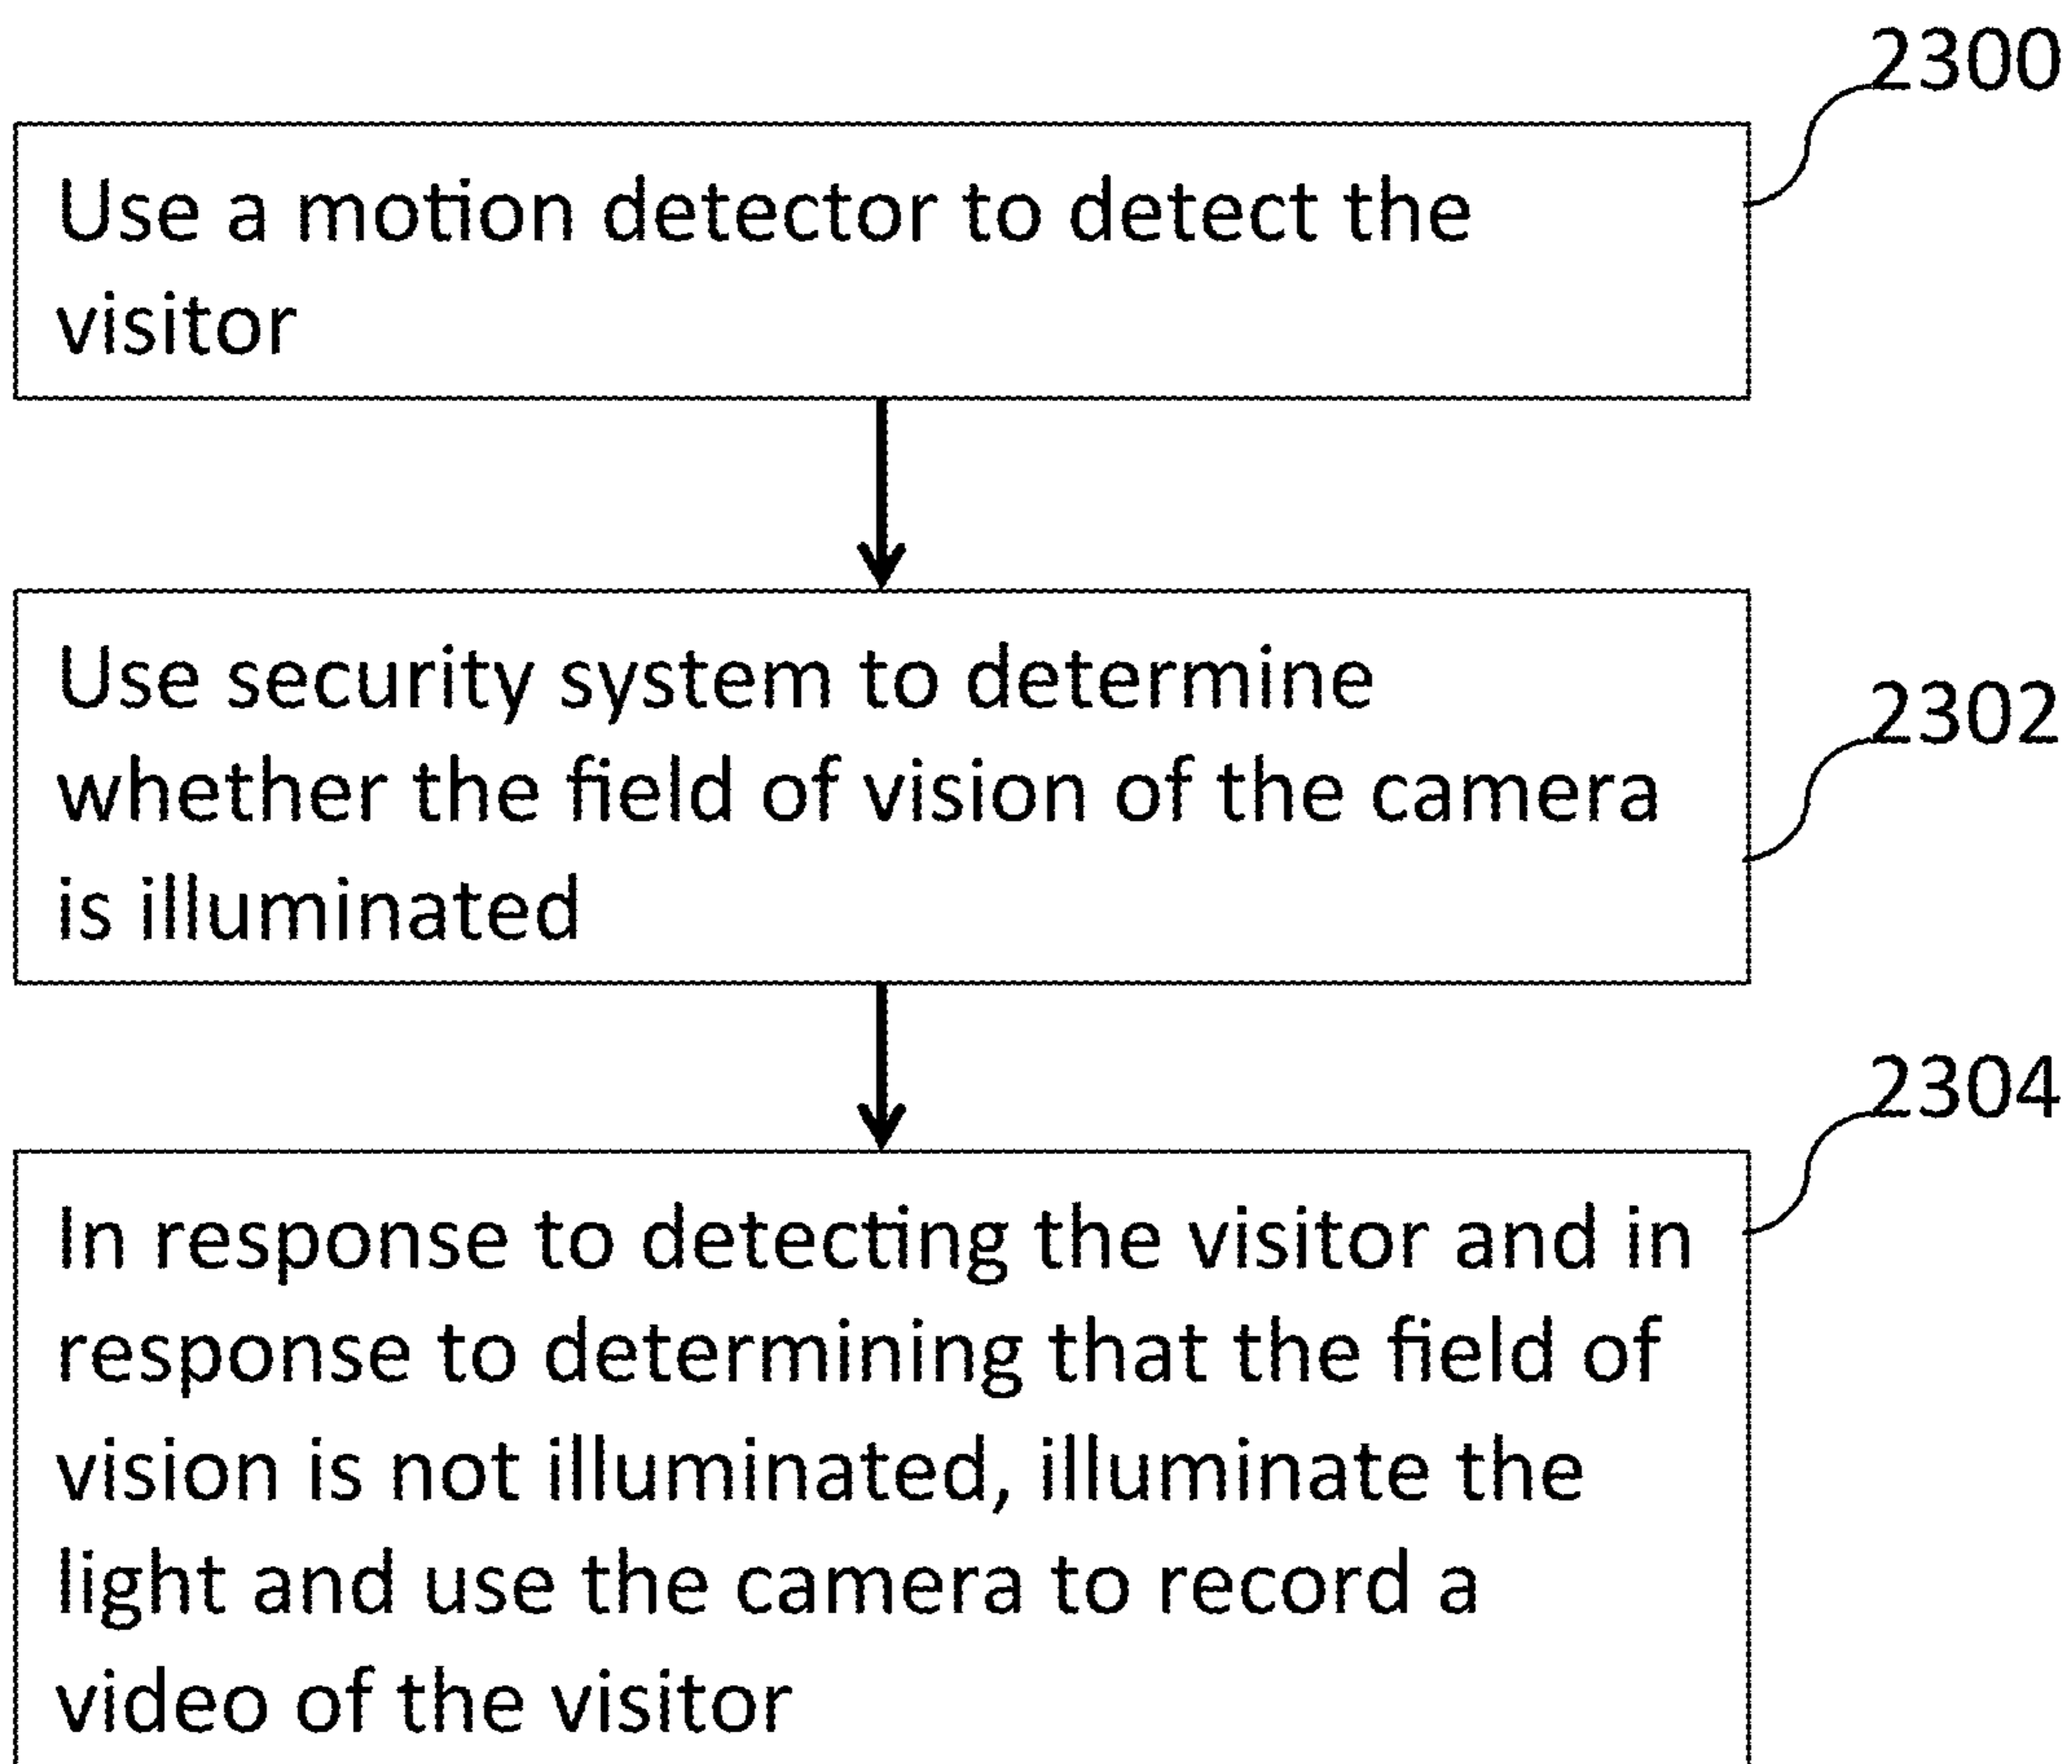 2300
Use a motion detector to detect the
visitor
Use security system to determine
whether the field of vision of the camera
is illuminated
2302
In response to detecting the visitor and in
response to determining that the field of
vision is not illuminated, illuminate the
light and use the camera to record a
video of the visitor
2304